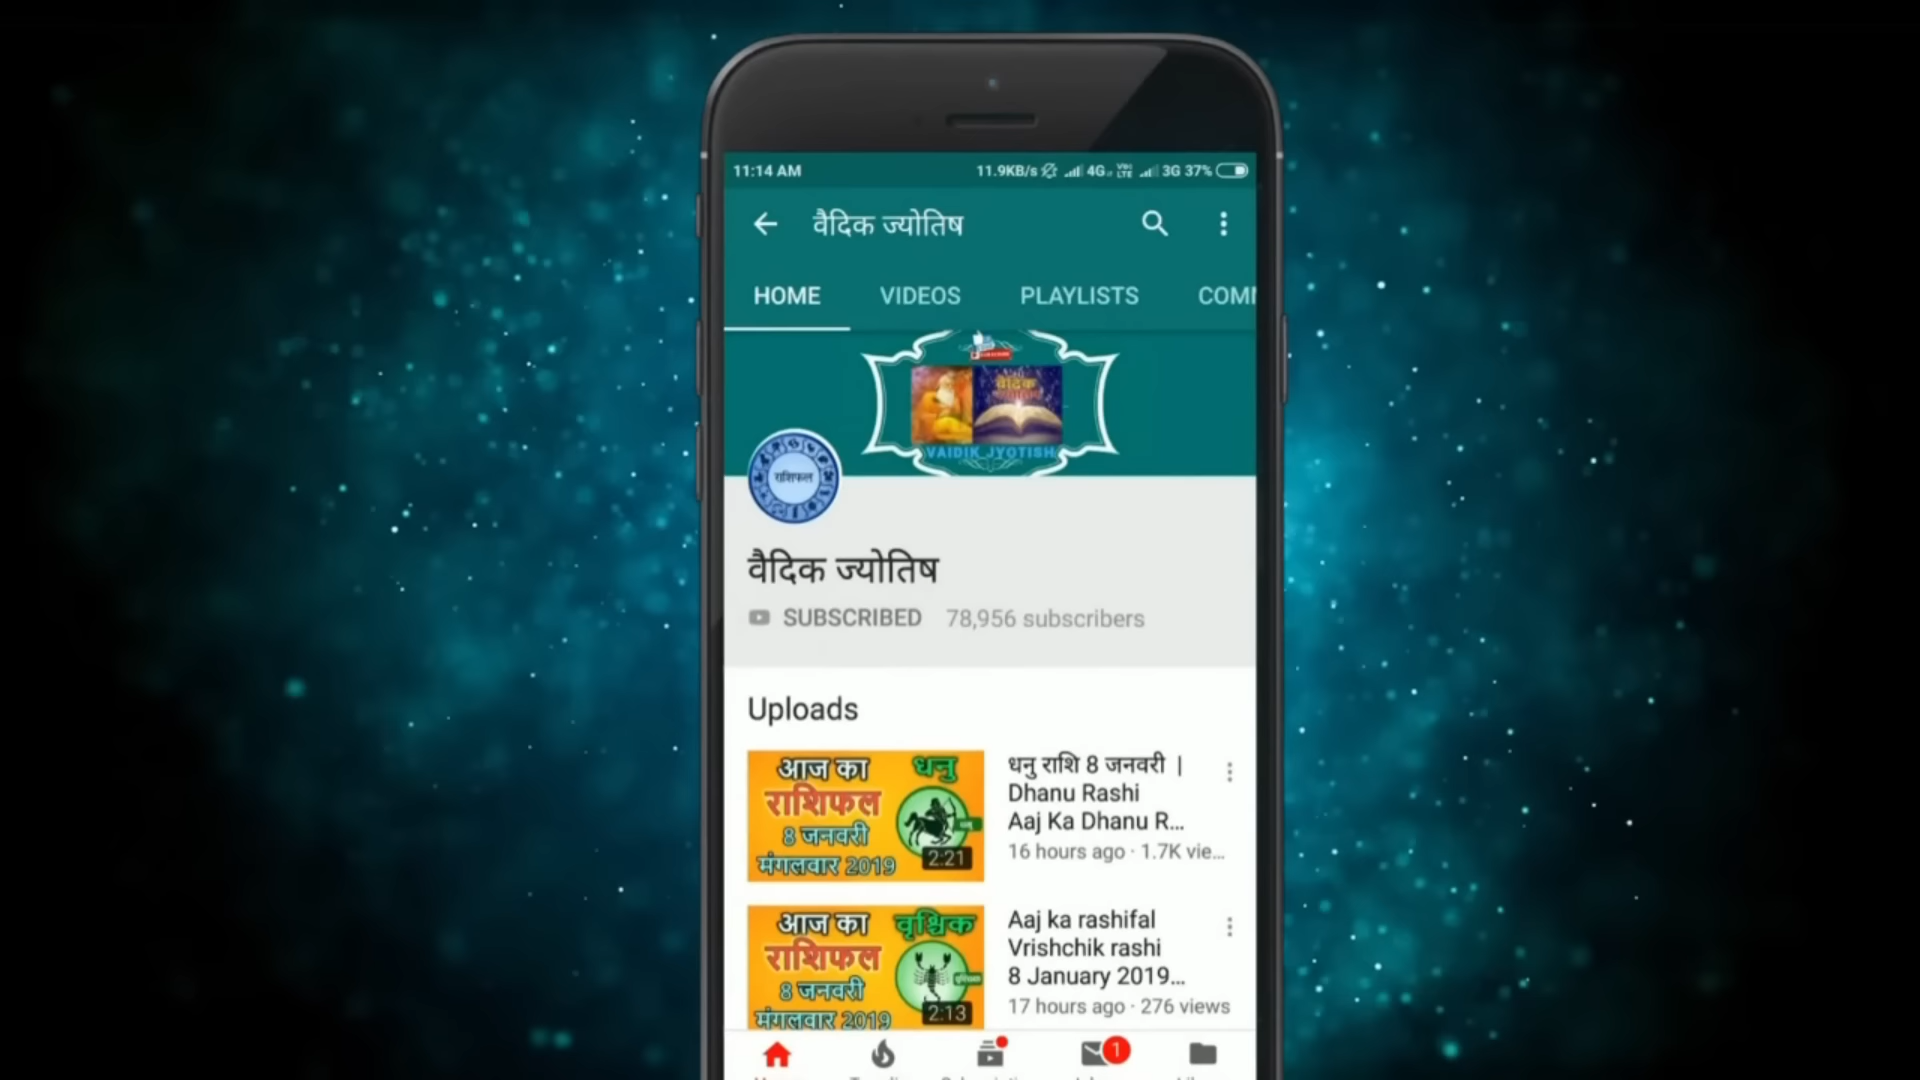 11:14 AM
11.9KB/s 4G VoLTE 3G 37%
वैदिक ज्योतिष
HOME VIDEOS PLAYLISTS COMM
SUBSCRIBE
वैदिक
VAIDIK JYOTISH
राशिफल
वैदिक ज्योतिष
SUBSCRIBED 78,956 subscribers
Uploads
आज का धनु
राशिफल
8 जनवरी
मंगलवार 2019
2:21
धनु राशि 8 जनवरी |
Dhanu Rashi
Aaj Ka Dhanu R...
16 hours ago · 1.7K vie...
आज का वृश्चिक
राशिफल
8 जनवरी
मंगलवार 2019
2:13
Aaj ka rashifal
Vrishchik rashi
8 January 2019...
17 hours ago · 276 views
1